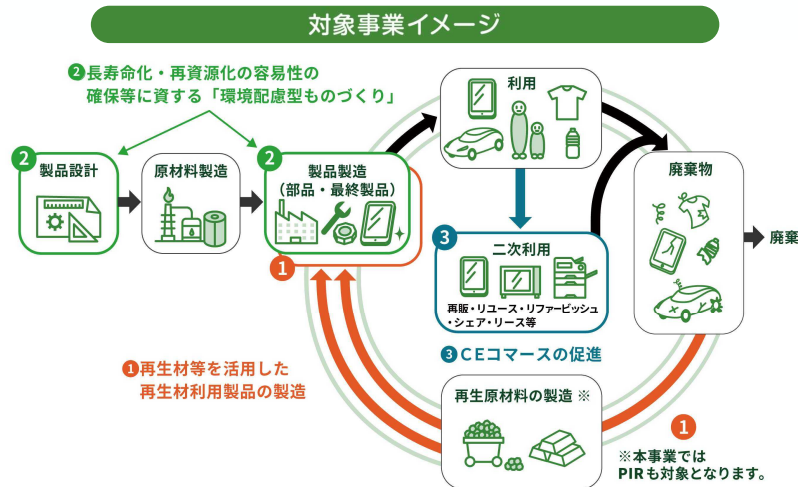 対象事業イメージ
❷長寿命化・再資源化の容易性の
確保等に資する「環境配慮型ものづくり」
利用
2
製品設計
原材料製造
2
製品製造
（部品・最終製品）
1
廃棄物
廃棄
3
二次利用
再販・リユース・リファービッシュ
・シェア・リース等
❸CEコマースの促進
❶再生材等を活用した
再生材利用製品の製造
再生原材料の製造 ※
1
※本事業では
PIRも対象となります。